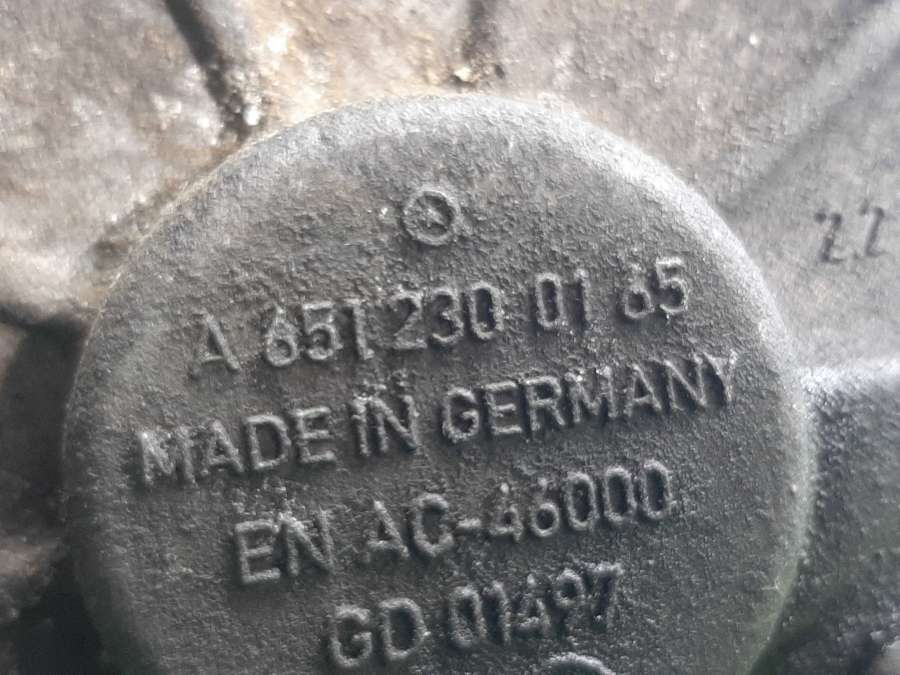 A 651 230 01 65
22
MADE IN GERMANY
EN AC-46000
GD 01497